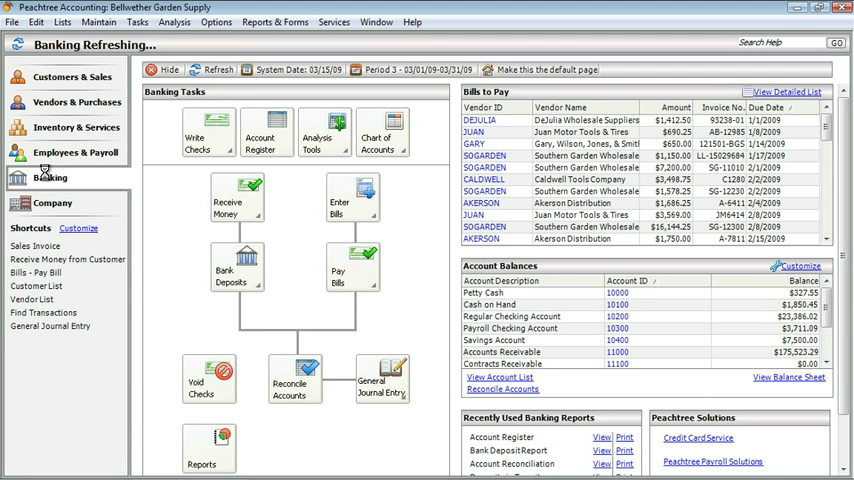 Peachtree Accounting: Bellwether Garden Supply
File Edit Lists Maintain Tasks Analysis Options Reports & Forms Services Window Help
Banking Refreshing...
Search Help GO
Hide Refresh System Date: 03/15/09 Period 3 - 03/01/09-03/31/09 Make this the default page
Customers & Sales
Vendors & Purchases
Inventory & Services
Employees & Payroll
Banking
Company
Shortcuts Customize
Sales Invoice
Receive Money from Customer
Bills - Pay Bill
Customer List
Vendor List
Find Transactions
General Journal Entry
Banking Tasks
Write Checks
Account Register
Analysis Tools
Chart of Accounts
Receive Money
Enter Bills
Bank Deposits
Pay Bills
Void Checks
Reconcile Accounts
General Journal Entry
Reports
Bills to Pay View Detailed List
Vendor ID Vendor Name Amount Invoice No. Due Date
DEJULIA DeJulia Wholesale Suppliers $1,412.50 93238-01 1/1/2009
JUAN Juan Motor Tools & Tires $690.25 AB-12985 1/8/2009
GARY Gary, Wilson, Jones, & Smit $650.00 121501-BGS 1/14/2009
SOGARDEN Southern Garden Wholesale $1,150.00 LL-15029684 1/17/2009
SOGARDEN Southern Garden Wholesale $7,200.00 SG-11010 2/1/2009
CALDWELL Caldwell Tools Company $3,498.75 C1280 2/2/2009
SOGARDEN Southern Garden Wholesale $1,578.25 SG-12230 2/2/2009
AKERSON Akerson Distribution $1,686.25 A-6411 2/4/2009
JUAN Juan Motor Tools & Tires $3,569.00 JM6414 2/8/2009
SOGARDEN Southern Garden Wholesale $16,144.25 SG-12300 2/9/2009
AKERSON Akerson Distribution $1,750.00 A-7811 2/15/2009
Account Balances Customize
Account Description Account ID Balance
Petty Cash 10000 $327.55
Cash on Hand 10100 $1,850.45
Regular Checking Account 10200 $23,386.02
Payroll Checking Account 10300 $3,711.09
Savings Account 10400 $7,500.00
Accounts Receivable 11000 $175,523.29
Contracts Receivable 11100 $0.00
View Account List View Balance Sheet
Reconcile Accounts
Recently Used Banking Reports
Account Register View Print
Bank Deposit Report View Print
Account Reconciliation View Print
Peachtree Solutions
Credit Card Service
Peachtree Payroll Solutions